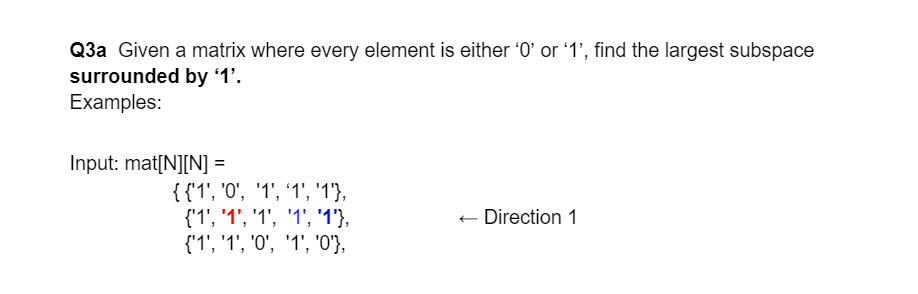 Q3a Given a matrix where every element is either ‘0’ or ‘1’, find the largest subspace
surrounded by ‘1’.
Examples:
Input: mat[N][N] =
{ {'1', '0', '1', ‘1', '1'},
{'1', '1', '1', '1', '1'}, ← Direction 1
{'1', '1', '0', '1', '0'},